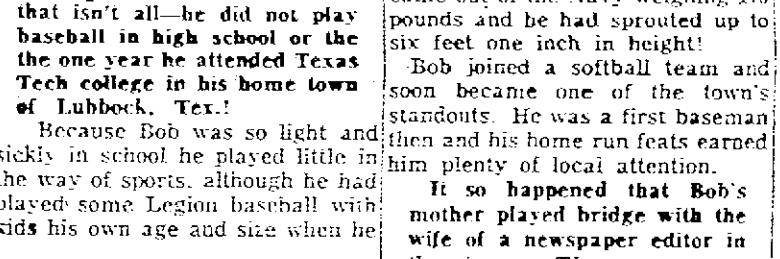 that isn't all—he did not play
baseball in high school or the
the one year he attended Texas
Tech college in his home town
of Lubbock, Tex.!
Because Bob was so light and
sickly in school he played little in
the way of sports, although he had
played some Legion baseball with
kids his own age and size when he
pounds and he had sprouted up to
six feet one inch in height!
Bob joined a softball team and
soon became one of the town's
standouts. He was a first baseman
then and his home run feats earned
him plenty of local attention.
It so happened that Bob's
mother played bridge with the
wife of a newspaper editor in